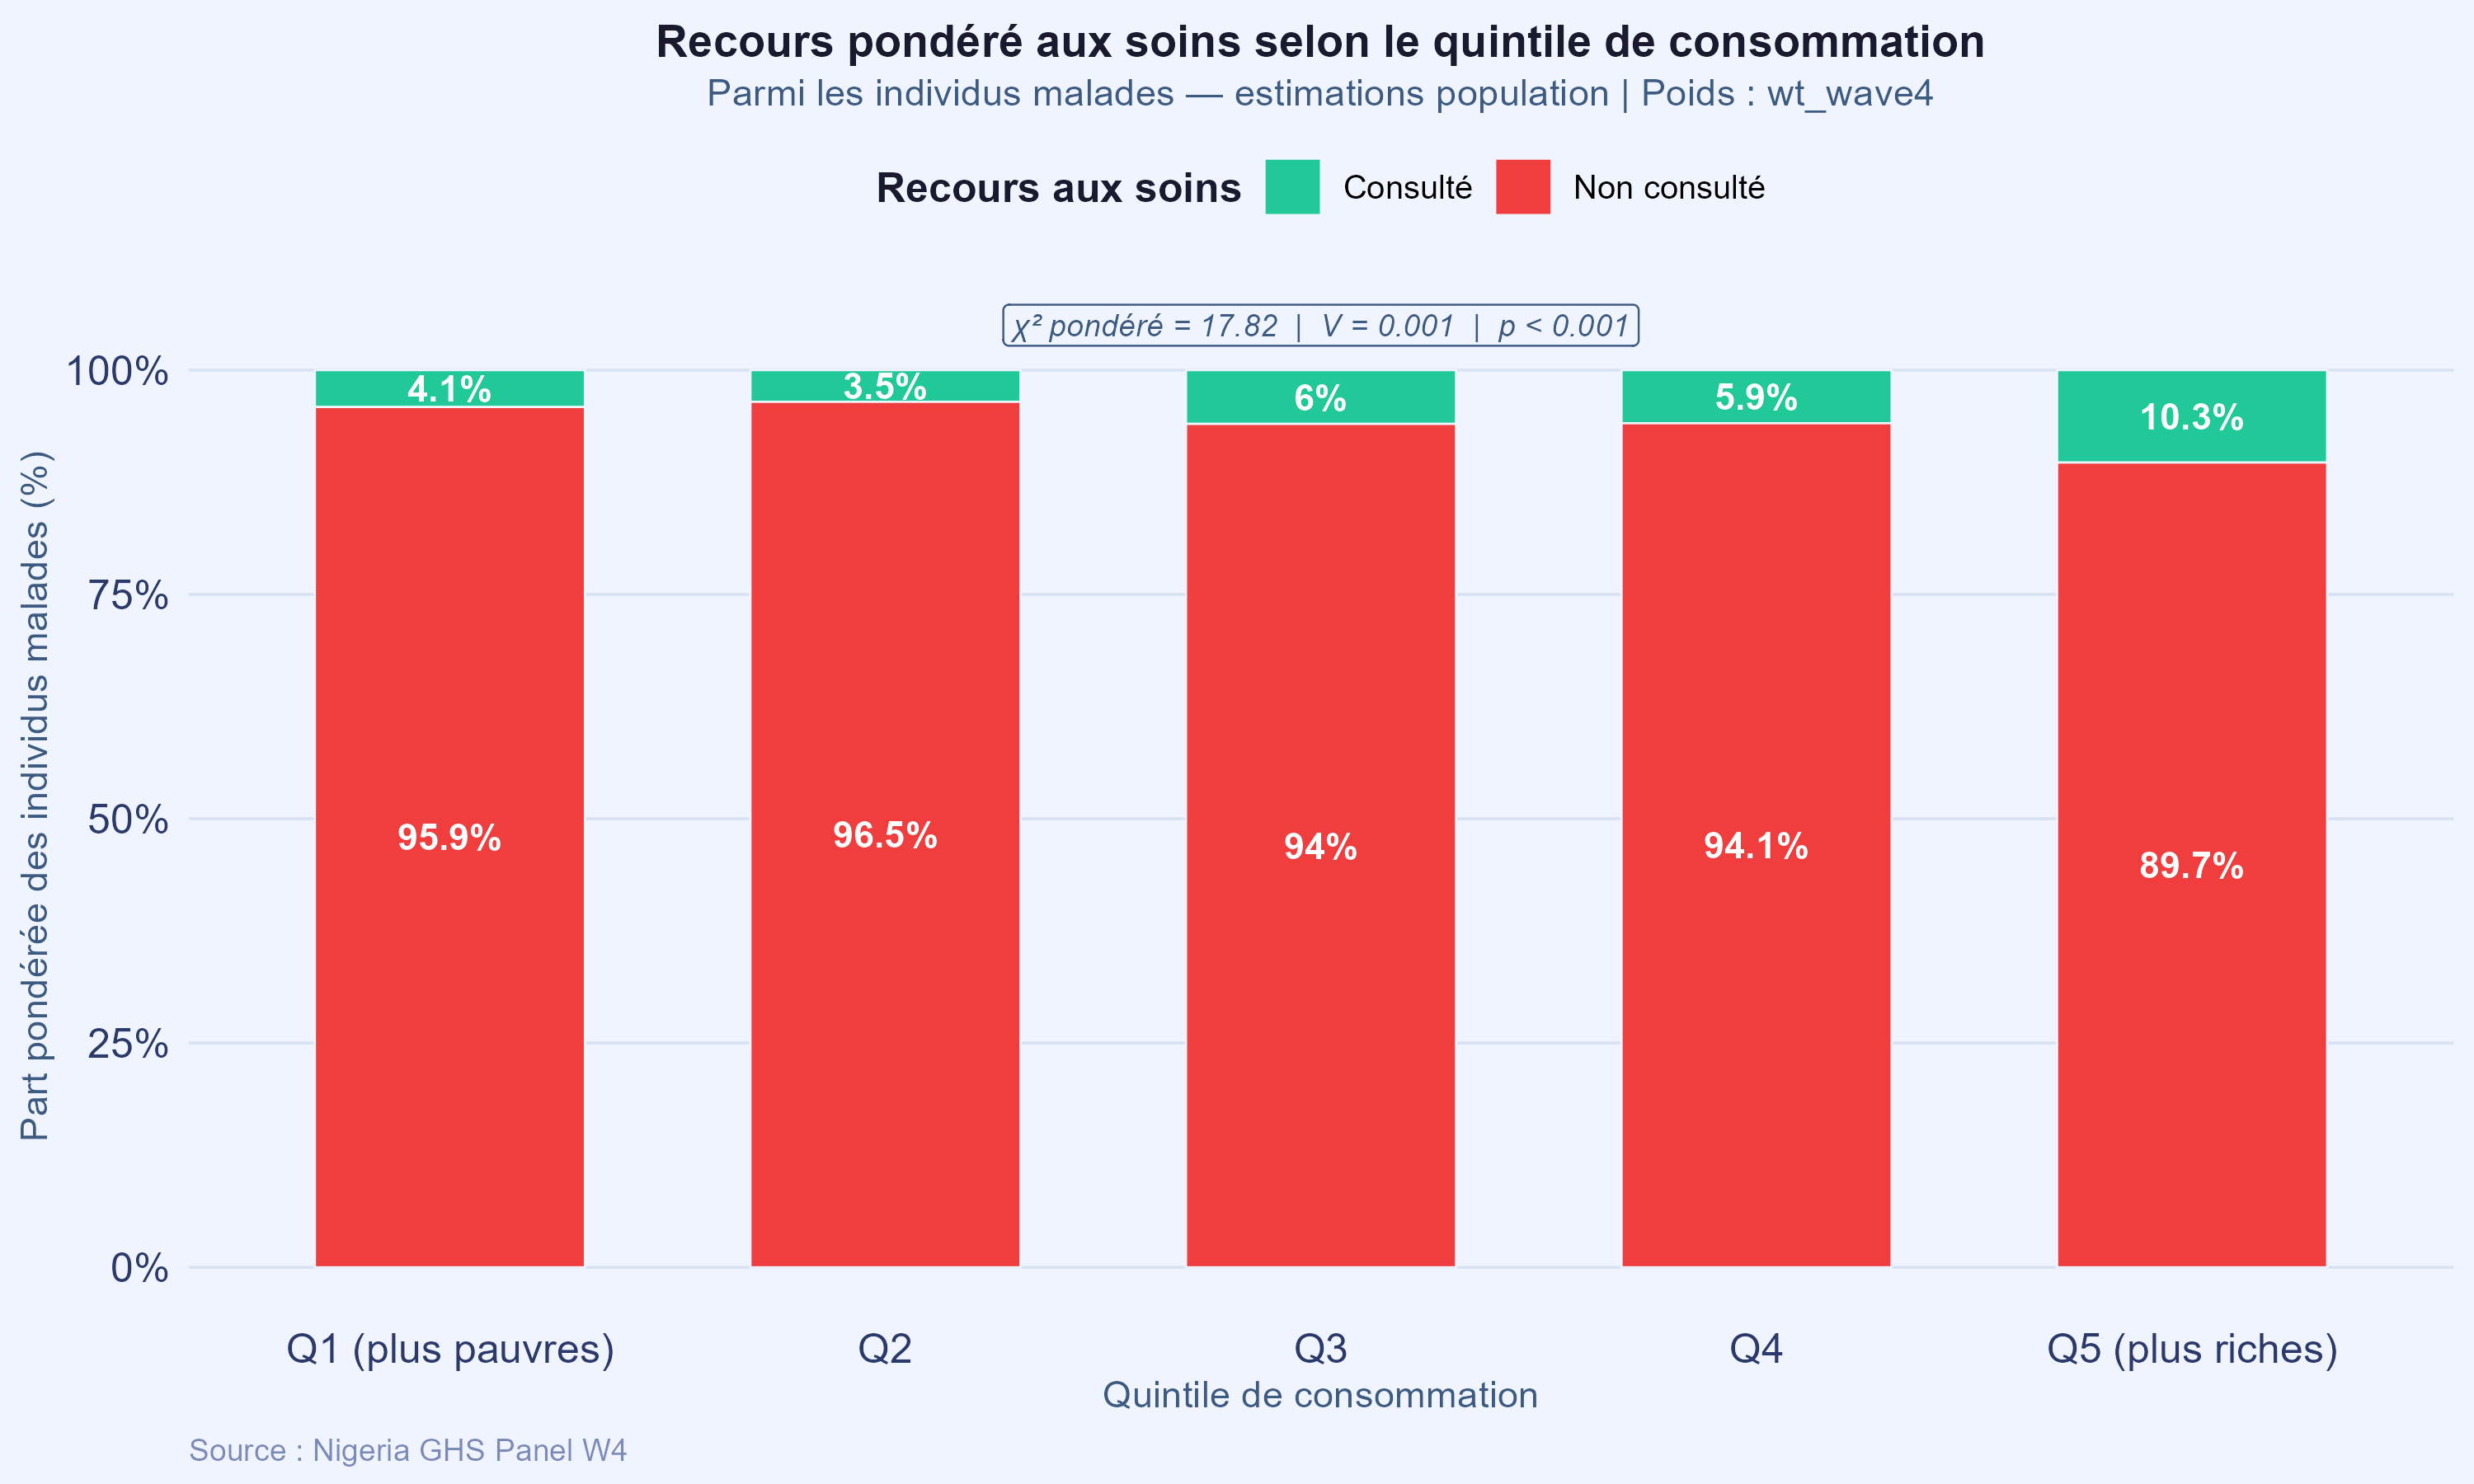 Recours pondéré aux soins selon le quintile de consommation
Parmi les individus malades — estimations population | Poids : wt_wave4
Recours aux soins Consulté Non consulté
χ² pondéré = 17.82 | V = 0.001 | p < 0.001
Part pondérée des individus malades (%)
100%
75%
50%
25%
0%
4.1% 3.5% 6% 5.9% 10.3%
95.9% 96.5% 94% 94.1% 89.7%
Q1 (plus pauvres) Q2 Q3 Q4 Q5 (plus riches)
Quintile de consommation
Source : Nigeria GHS Panel W4